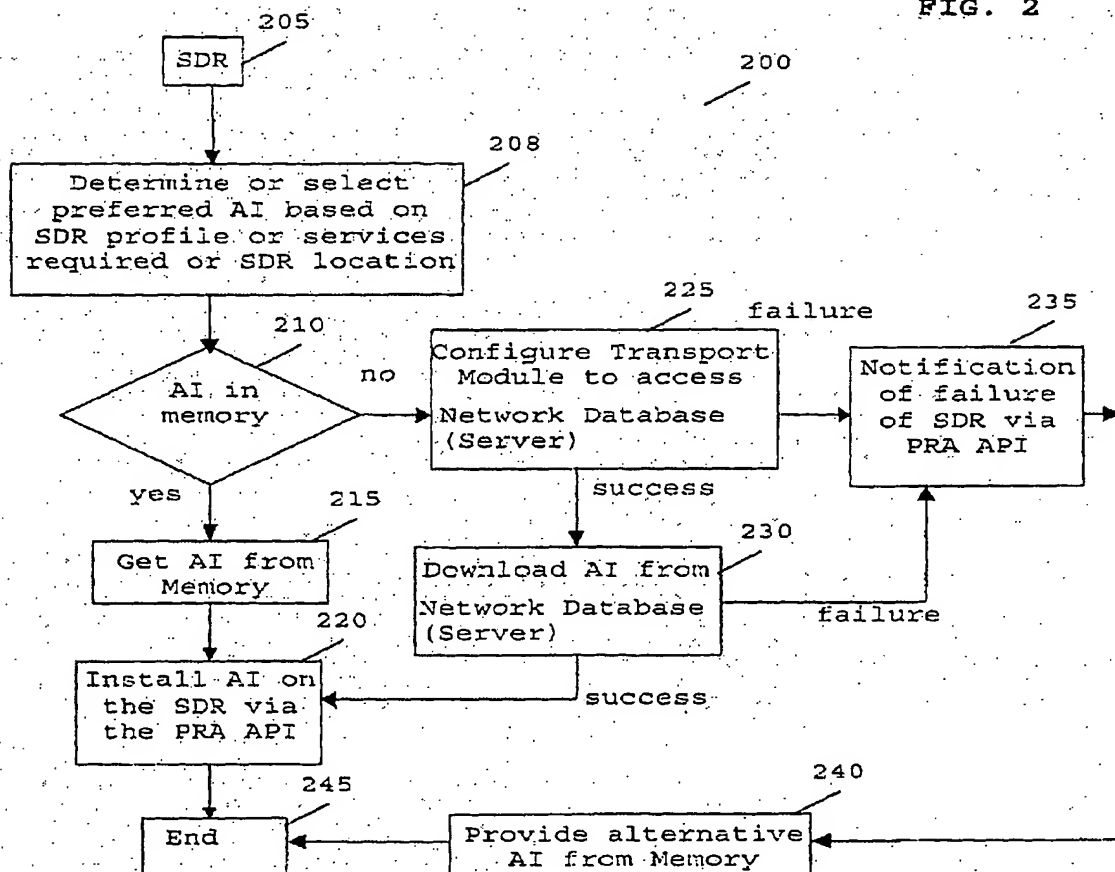 FIG. 2
205
SDR
200
208
Determine or select
preferred AI based on
SDR profile or services
required or SDR location
210
AI in
memory
no
yes
225
failure
Configure Transport
Module to access
Network Database
(Server)
success
235
Notification
of failure
of SDR via
PRA API
215
Get AI from
Memory
230
Download AI from
Network Database
(Server)
failure
success
220
Install AI on
the SDR via
the PRA API
245
End
240
Provide alternative
AI from Memory